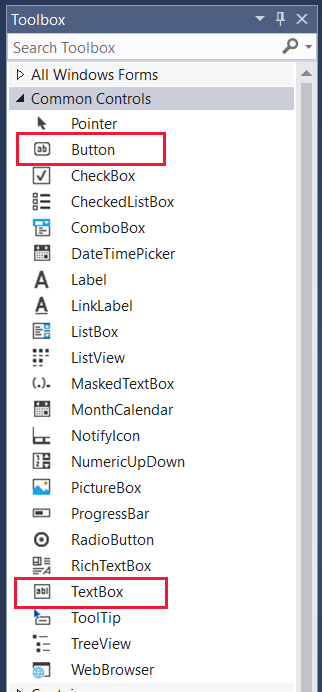 Toolbox
Search Toolbox
All Windows Forms
Common Controls
Pointer
Button
CheckBox
CheckedListBox
ComboBox
DateTimePicker
Label
LinkLabel
ListBox
ListView
MaskedTextBox
MonthCalendar
NotifyIcon
NumericUpDown
PictureBox
ProgressBar
RadioButton
RichTextBox
TextBox
ToolTip
TreeView
WebBrowser